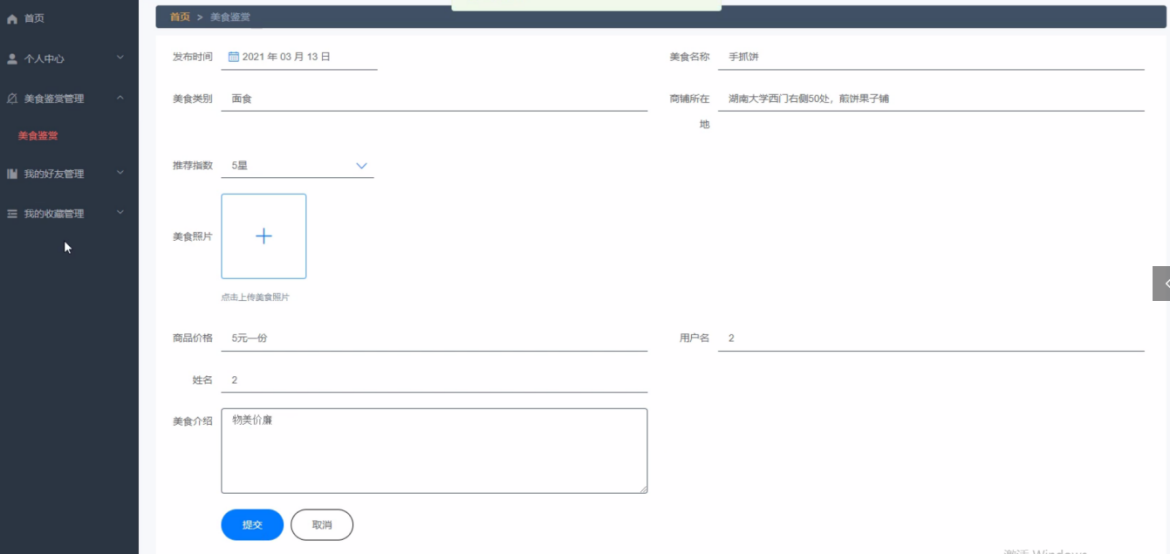 首页
个人中心
美食鉴赏管理
美食鉴赏
我的好友管理
我的收藏管理
首页 > 美食鉴赏
发布时间 2021 年 03 月 13 日
美食名称 手抓饼
美食类别 面食
商铺所在地 湖南大学西门右侧50处，煎饼果子铺
推荐指数 5星
美食照片
点击上传美食照片
商品价格 5元一份
用户名 2
姓名 2
美食介绍 物美价廉
提交 取消
激活 Windows